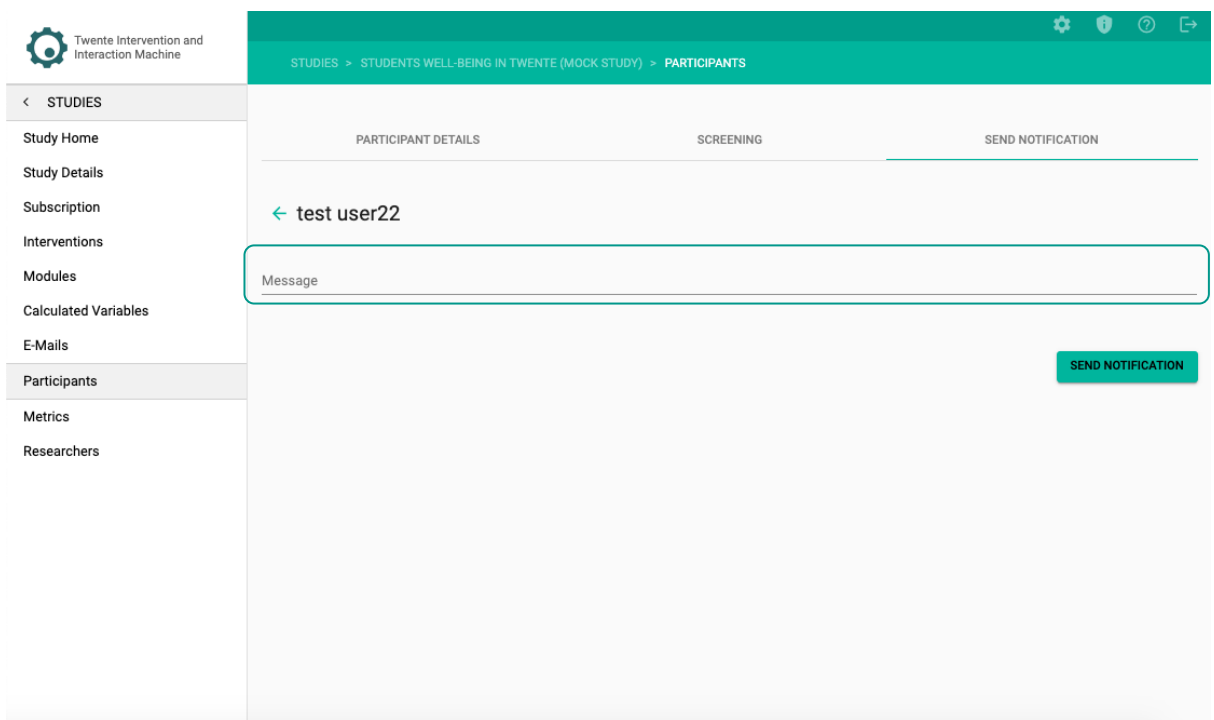 Twente Intervention and
Interaction Machine
STUDIES > STUDENTS WELL-BEING IN TWENTE (MOCK STUDY) > PARTICIPANTS
< STUDIES
Study Home
Study Details
Subscription
Interventions
Modules
Calculated Variables
E-Mails
Participants
Metrics
Researchers
PARTICIPANT DETAILS SCREENING SEND NOTIFICATION
← test user22
Message
SEND NOTIFICATION